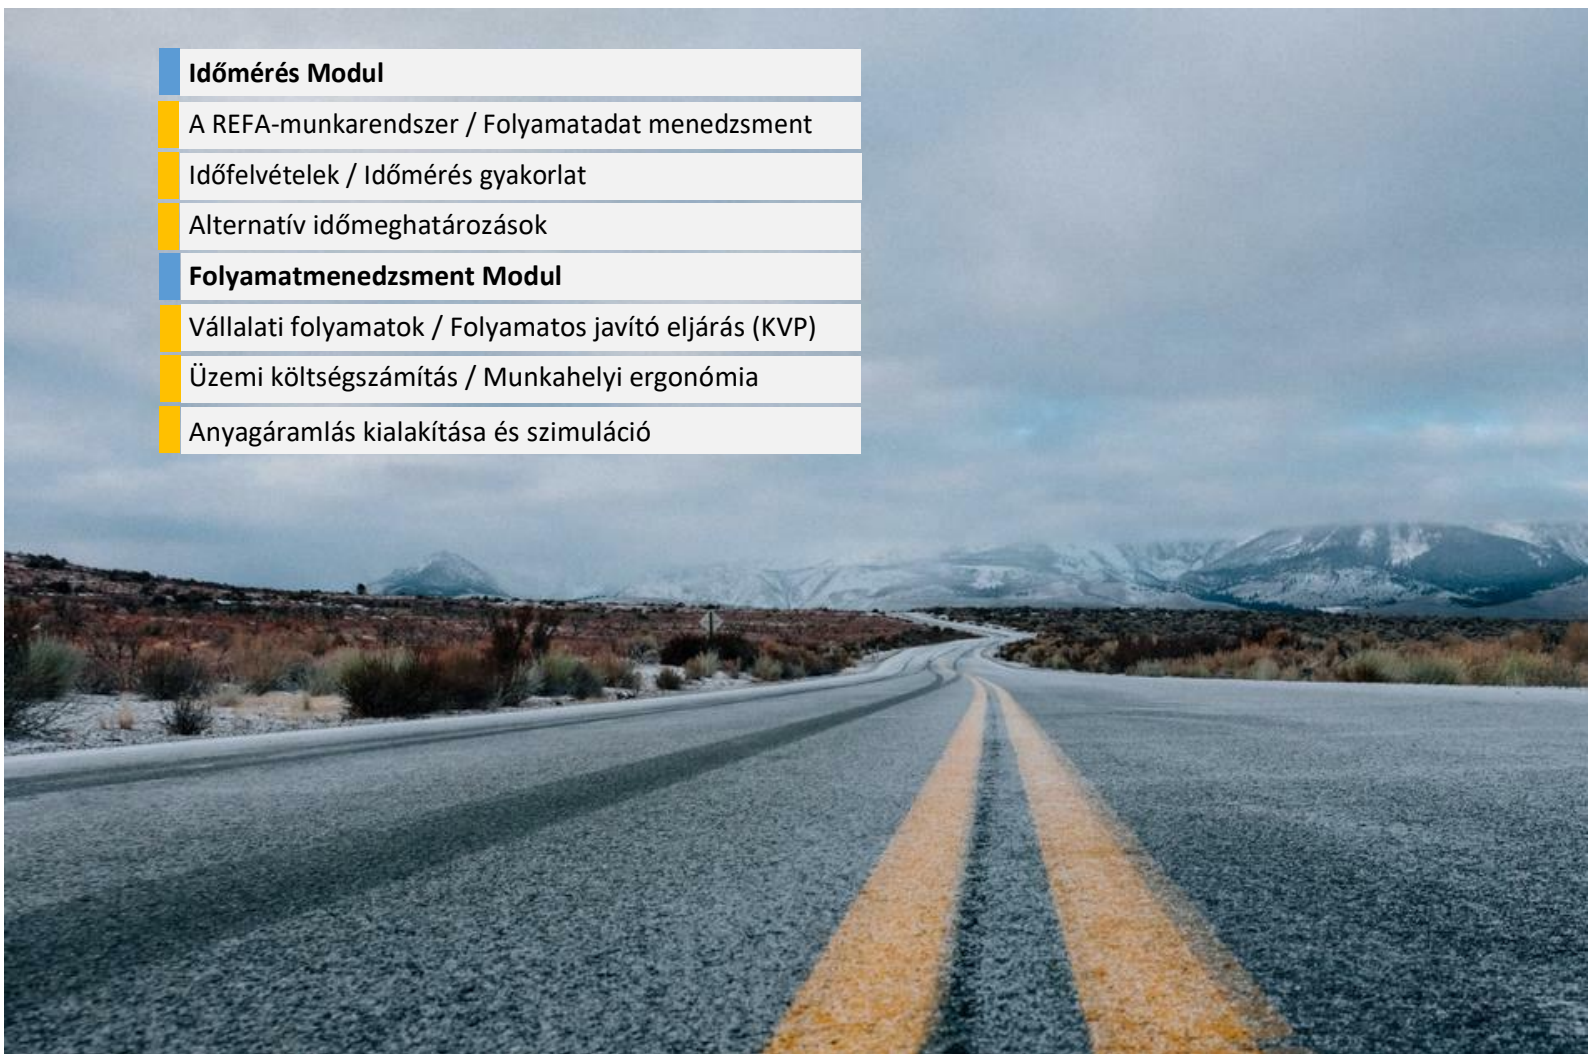 Időmérés Modul
A REFA-munkarendszer / Folyamatadat menedzsment
Időfelvételek / Időmérés gyakorlat
Alternatív időmeghatározások
Folyamatmenedzsment Modul
Vállalati folyamatok / Folyamatos javító eljárás (KVP)
Üzemi költségszámítás / Munkahelyi ergonómia
Anyagáramlás kialakítása és szimuláció